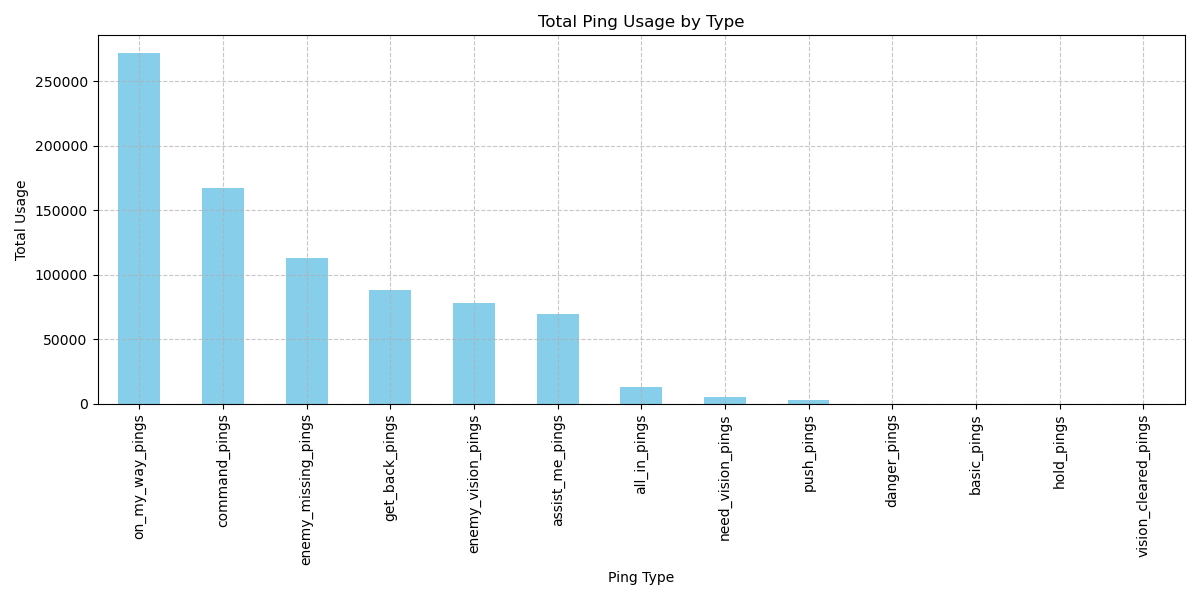 Total Ping Usage by Type
Total Usage
250000
200000
150000
100000
50000
0
on_my_way_pings
command_pings
enemy_missing_pings
get_back_pings
enemy_vision_pings
assist_me_pings
all_in_pings
need_vision_pings
push_pings
danger_pings
basic_pings
hold_pings
vision_cleared_pings
Ping Type